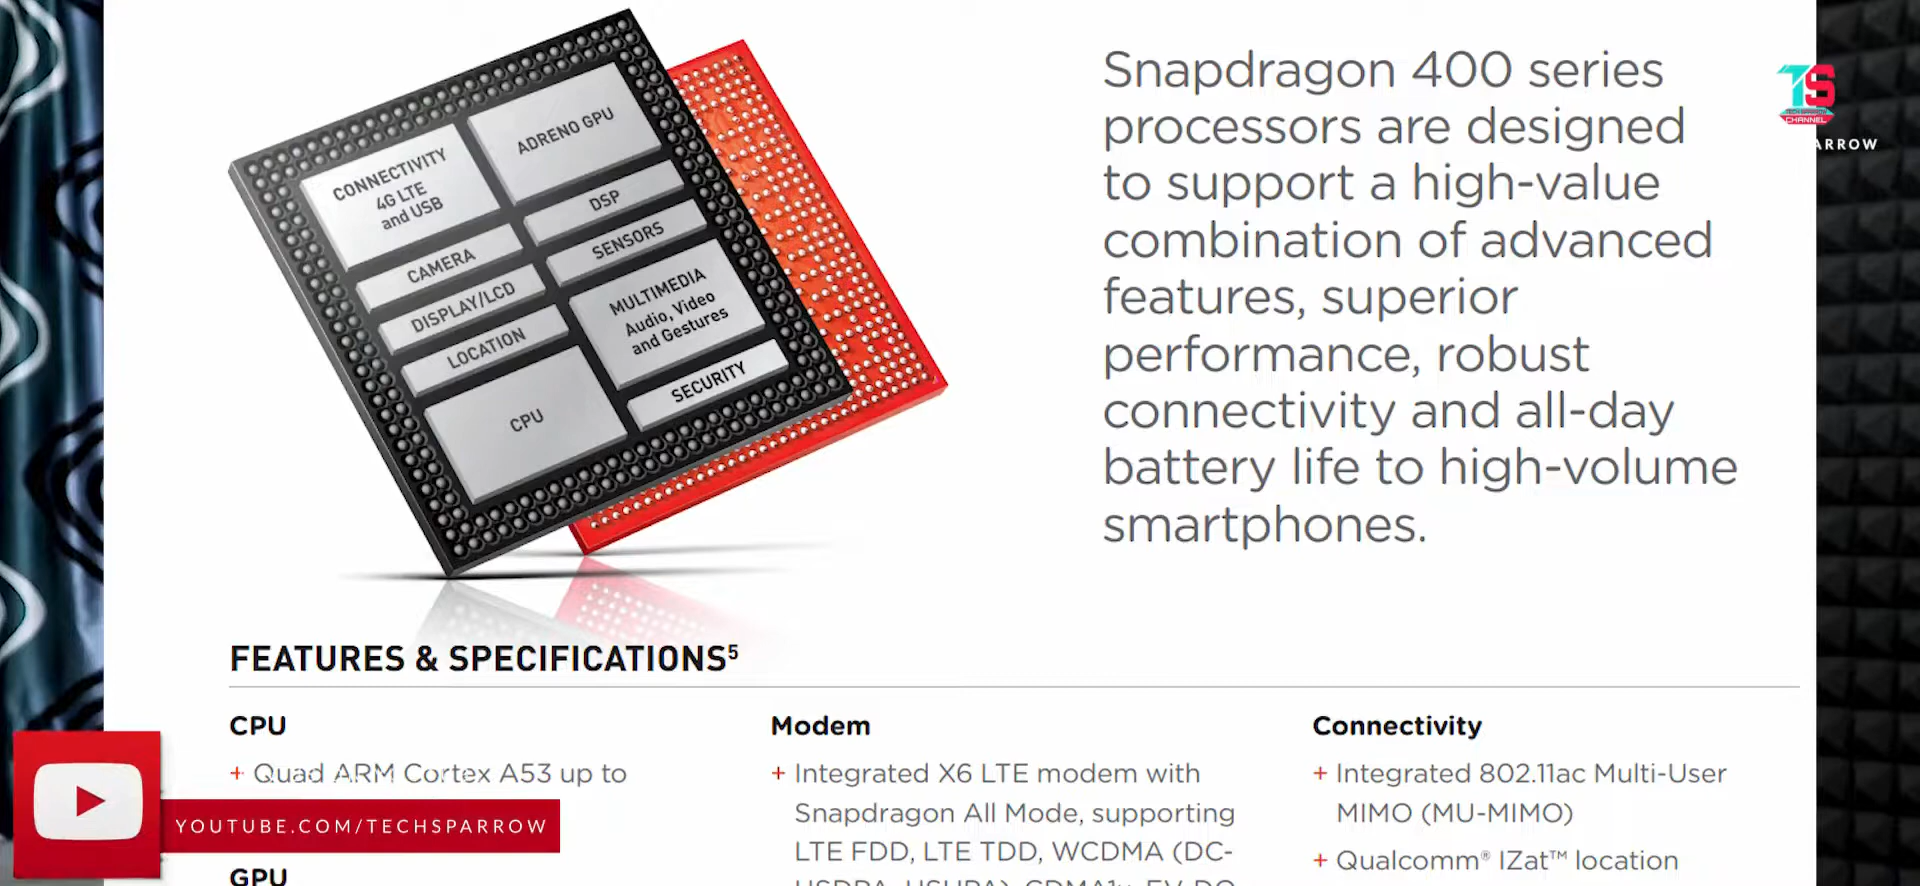 CONNECTIVITY
4G LTE
and USB
ADRENO GPU
DSP
CAMERA
SENSORS
DISPLAY/LCD
LOCATION
MULTIMEDIA
Audio, Video
and Gestures
CPU
SECURITY
Snapdragon 400 series
processors are designed
to support a high-value
combination of advanced
features, superior
performance, robust
connectivity and all-day
battery life to high-volume
smartphones.
TS
CHANNEL
ARROW
FEATURES & SPECIFICATIONS5
CPU
+ Quad ARM Cortex A53 up to
GPU
Modem
+ Integrated X6 LTE modem with
Snapdragon All Mode, supporting
LTE FDD, LTE TDD, WCDMA (DC-
Connectivity
+ Integrated 802.11ac Multi-User
MIMO (MU-MIMO)
+ Qualcomm® IZat™ location
YOUTUBE.COM/TECHSPARROW